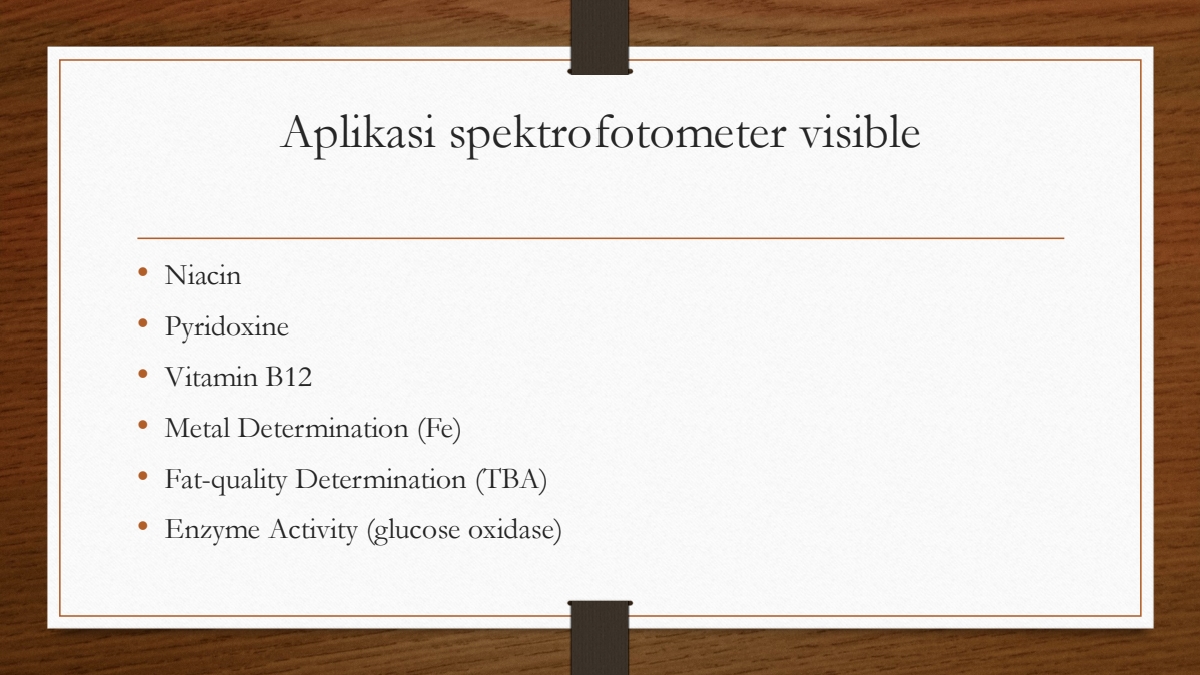 Aplikasi spektrofotometer visible
• Niacin
• Pyridoxine
• Vitamin B12
• Metal Determination (Fe)
• Fat-quality Determination (TBA)
• Enzyme Activity (glucose oxidase)